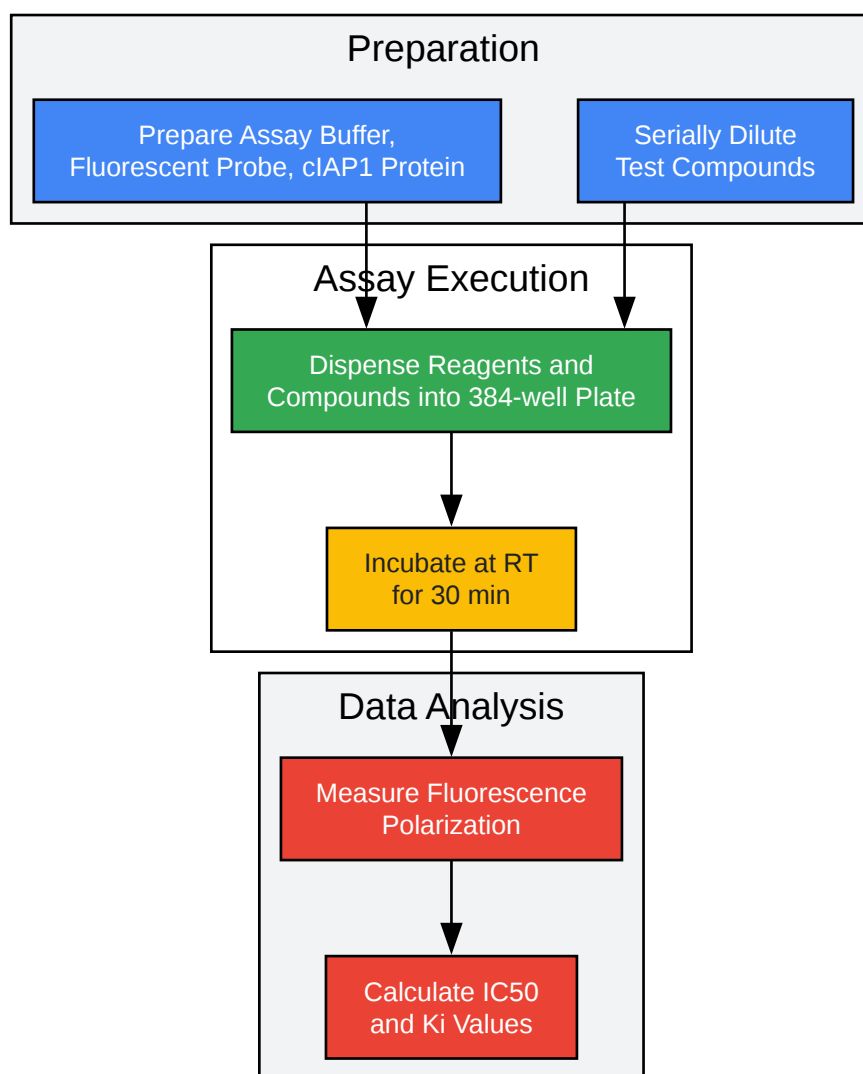 Preparation
Prepare Assay Buffer,
Fluorescent Probe, cIAP1 Protein
Serially Dilute
Test Compounds
Assay Execution
Dispense Reagents and
Compounds into 384-well Plate
Incubate at RT
for 30 min
Data Analysis
Measure Fluorescence
Polarization
Calculate IC50
and Ki Values